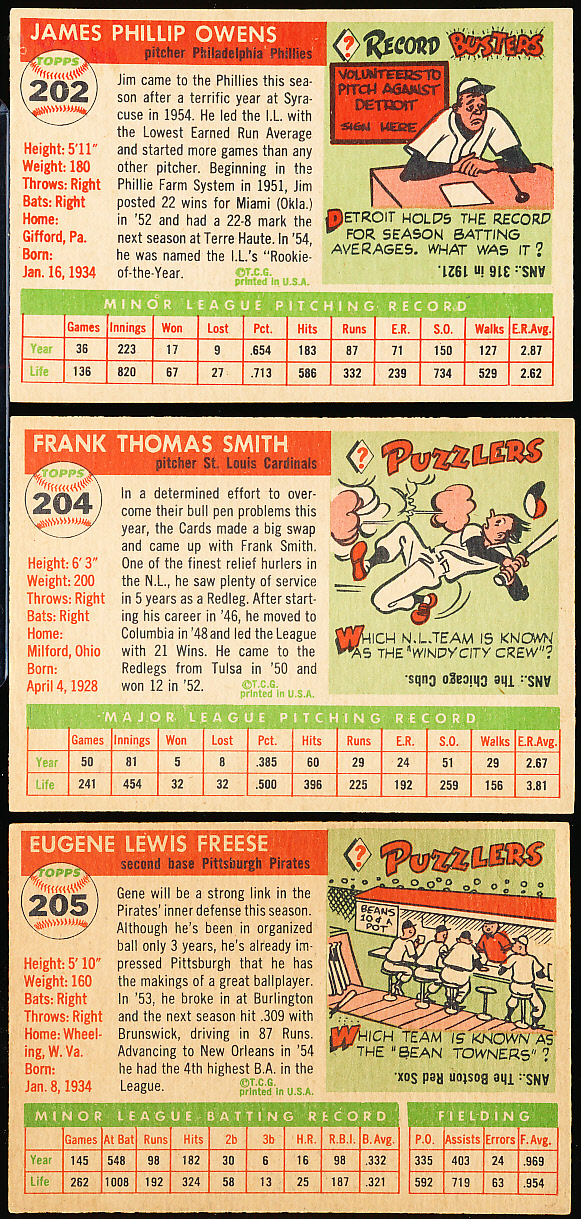 JAMES PHILLIP OWENS
pitcher Philadelphia Phillies
TOPPS
202
Height: 5'11"
Weight: 180
Throws: Right
Bats: Right
Home:
Gifford, Pa.
Born:
Jan. 16, 1934
Jim came to the Phillies this sea-
son after a terrific year at Syra-
cuse in 1954. He led the I.L. with
the Lowest Earned Run Average
and started more games than any
other pitcher. Beginning in the
Phillie Farm System in 1951, Jim
posted 22 wins for Miami (Okla.)
in '52 and had a 22-8 mark the
next season at Terre Haute. In '54,
he was named the I.L.'s "Rookie-
of-the-Year.
©T.C.G.
printed in U.S.A.
? RECORD BUSTERS
VOLUNTEERS TO
PITCH AGAINST
DETROIT
SIGN HERE
DETROIT HOLDS THE RECORD
FOR SEASON BATTING
AVERAGES. WHAT WAS IT?
ANS.: 316 in 1921.
MINOR LEAGUE PITCHING RECORD
Games Innings Won Lost Pct. Hits Runs E.R. S.O. Walks E.R.Avg.
Year 36 223 17 9 .654 183 87 71 150 127 2.87
Life 136 820 67 27 .713 586 332 239 734 529 2.62
FRANK THOMAS SMITH
pitcher St. Louis Cardinals
TOPPS
204
Height: 6' 3"
Weight: 200
Throws: Right
Bats: Right
Home:
Milford, Ohio
Born:
April 4, 1928
In a determined effort to over-
come their bull pen problems this
year, the Cards made a big swap
and came up with Frank Smith.
One of the finest relief hurlers in
the N.L., he saw plenty of service
in 5 years as a Redleg. After start-
ing his career in '46, he moved to
Columbia in '48 and led the League
with 21 Wins. He came to the
Redlegs from Tulsa in '50 and
won 12 in '52.
©T.C.G.
printed in U.S.A.
? PUZZLERS
WHICH N.L. TEAM IS KNOWN
AS THE "WINDY CITY CREW"?
ANS.: The Chicago Cubs.
MAJOR LEAGUE PITCHING RECORD
Games Innings Won Lost Pct. Hits Runs E.R. S.O. Walks E.R.Avg.
Year 50 81 5 8 .385 60 29 24 51 29 2.67
Life 241 454 32 32 .500 396 225 192 259 156 3.81
EUGENE LEWIS FREESE
second base Pittsburgh Pirates
TOPPS
205
Height: 5' 10"
Weight: 160
Bats: Right
Throws: Right
Home: Wheel-
ing, W. Va.
Born:
Jan. 8, 1934
Gene will be a strong link in the
Pirates' inner defense this season.
Although he's been in organized
ball only 3 years, he's already im-
pressed Pittsburgh that he has
the makings of a great ballplayer.
In '53, he broke in at Burlington
and the next season hit .309 with
Brunswick, driving in 87 Runs.
Advancing to New Orleans in '54
he had the 4th highest B.A. in the
League.
©T.C.G.
printed in U.S.A.
? PUZZLERS
BEANS
10¢ A
POT
WHICH TEAM IS KNOWN AS
THE "BEAN TOWNERS"?
ANS.: The Boston Red Sox.
MINOR LEAGUE BATTING RECORD FIELDING
Games At Bat Runs Hits 2b 3b H.R. R.B.I. B. Avg. P.O. Assists Errors F.Avg.
Year 145 548 98 182 30 6 16 98 .332 335 403 24 .969
Life 262 1008 192 324 58 13 25 187 .321 592 719 63 .954